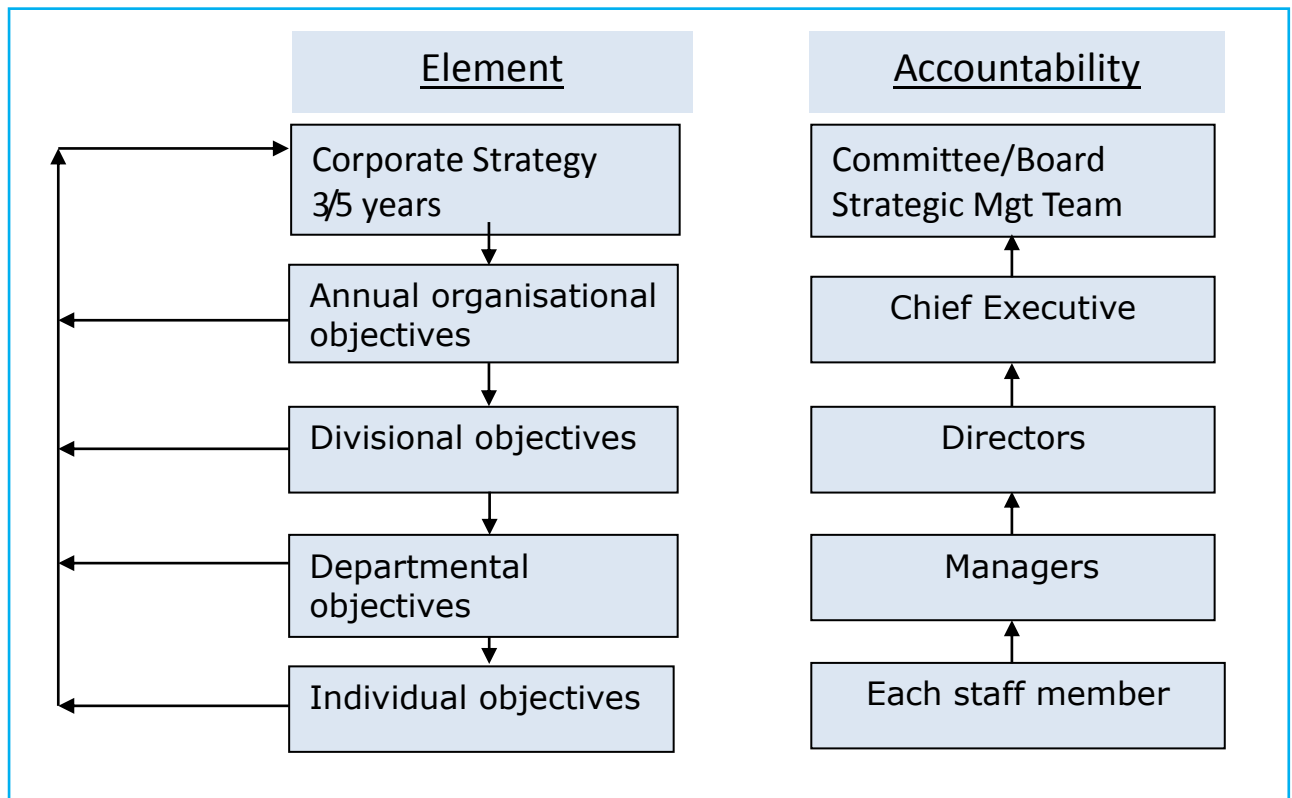 Element
Accountability
Corporate Strategy
3/5 years
Committee/Board
Strategic Mgt Team
Annual organisational
objectives
Chief Executive
Divisional objectives
Directors
Departmental
objectives
Managers
Individual objectives
Each staff member